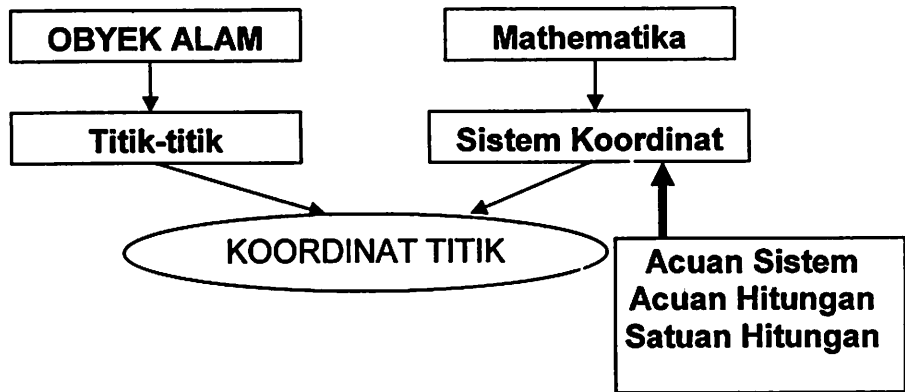 OBYEK ALAM
Mathematika
Titik-titik
Sistem Koordinat
KOORDINAT TITIK
Acuan Sistem
Acuan Hitungan
Satuan Hitungan